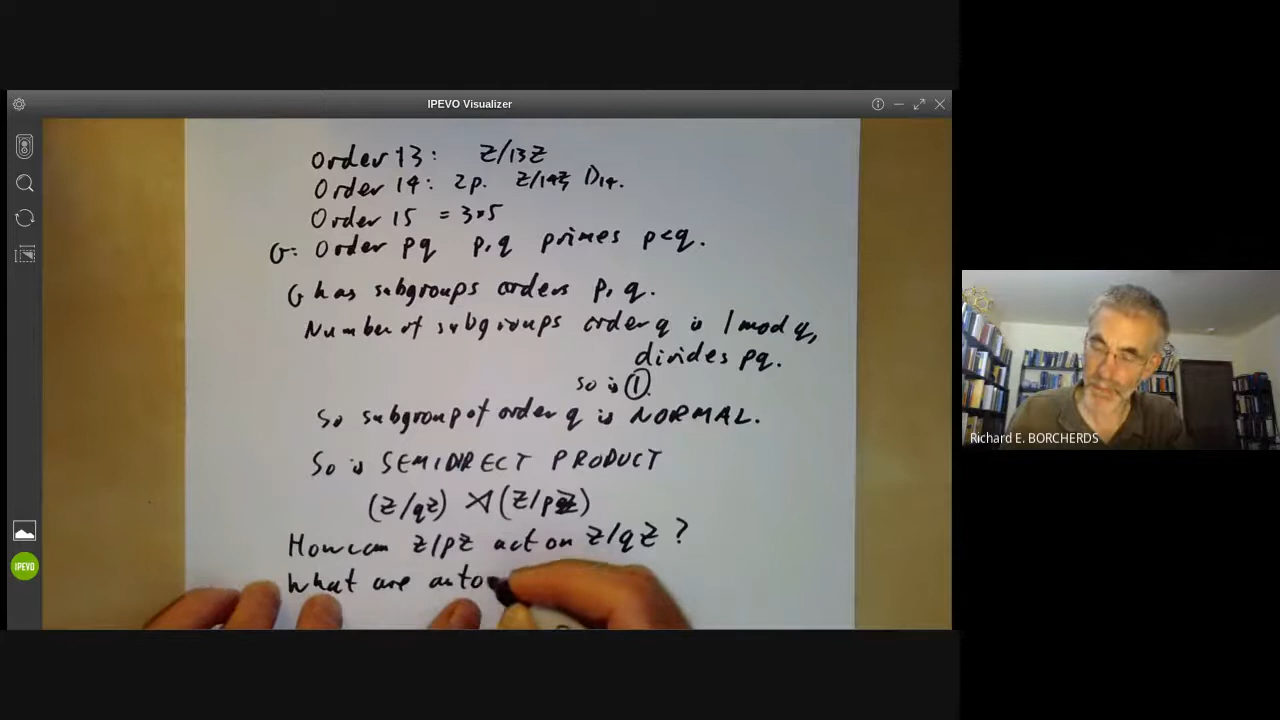 IPEVO Visualizer
Order 13: Z/13Z
Order 14: 2p. Z/14Z, D14.
Order 15 = 3•5
G: Order pq p, q primes p<q.
G has subgroups orders p, q.
Number of subgroups order q is 1 mod q,
divides pq.
so is 1.
So subgroup of order q is NORMAL.
So is SEMIDIRECT PRODUCT
(Z/qZ) ⋊ (Z/pZ)
How can Z/pZ act on Z/qZ ?
What are auto
IPEVO
Richard E. BORCHERDS